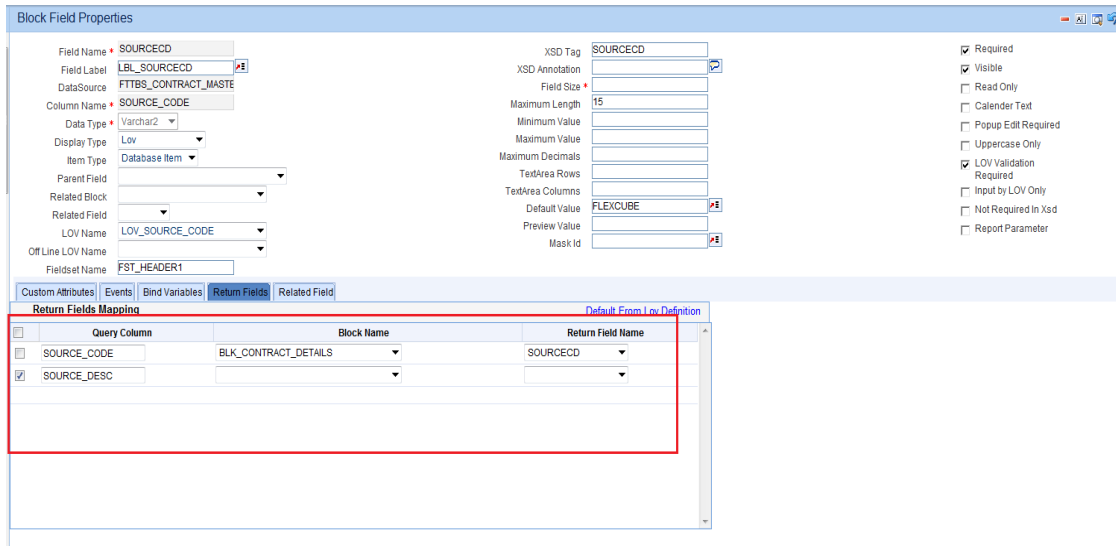 Block Field Properties
Field Name * SOURCECD
Field Label LBL_SOURCECD
DataSource FTTBS_CONTRACT_MASTE
Column Name * SOURCE_CODE
Data Type * Varchar2
Display Type Lov
Item Type Database Item
Parent Field
Related Block
Related Field
LOV Name LOV_SOURCE_CODE
Off Line LOV Name
Fieldset Name FST_HEADER1
XSD Tag SOURCECD
XSD Annotation
Field Size *
Maximum Length 15
Minimum Value
Maximum Value
Maximum Decimals
TextArea Rows
TextArea Columns
Default Value FLEXCUBE
Preview Value
Mask Id
Required
Visible
Read Only
Calender Text
Popup Edit Required
Uppercase Only
LOV Validation
Required
Input by LOV Only
Not Required In Xsd
Report Parameter
Custom Attributes Events Bind Variables Return Fields Related Field
Return Fields Mapping Default From Lov Definition
Query Column Block Name Return Field Name
SOURCE_CODE BLK_CONTRACT_DETAILS SOURCECD
SOURCE_DESC